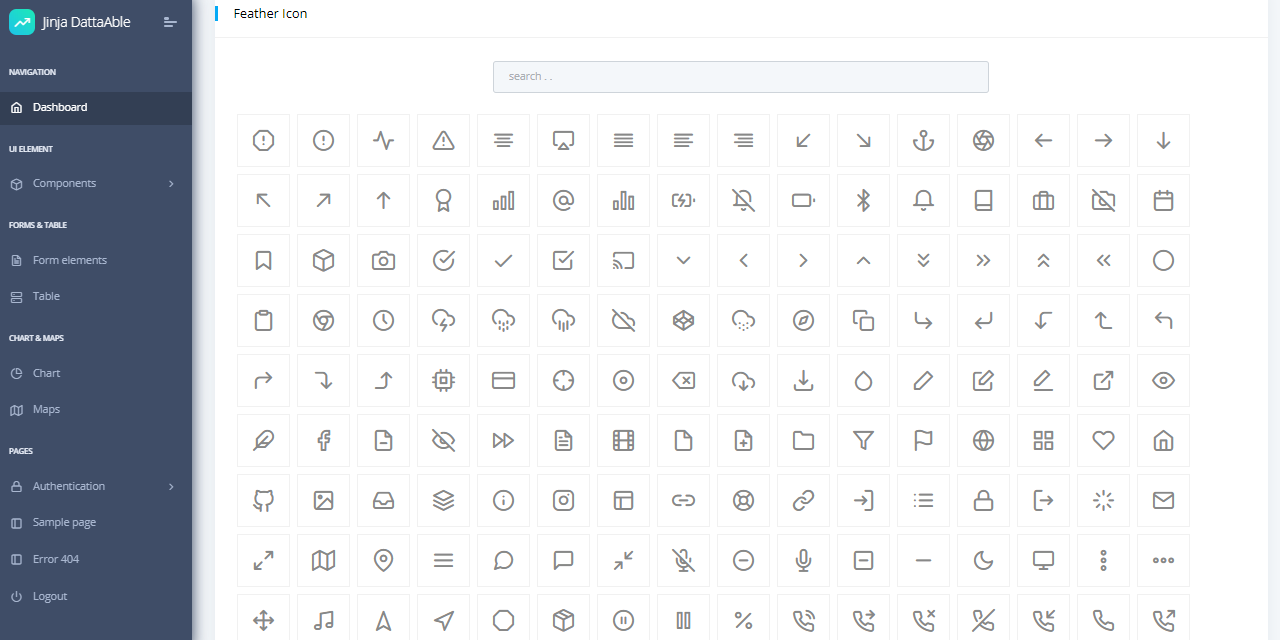 Jinja DattaAble
NAVIGATION
Dashboard
UI ELEMENT
Components
FORMS & TABLE
Form elements
Table
CHART & MAPS
Chart
Maps
PAGES
Authentication
Sample page
Error 404
Logout
Feather Icon
search . .